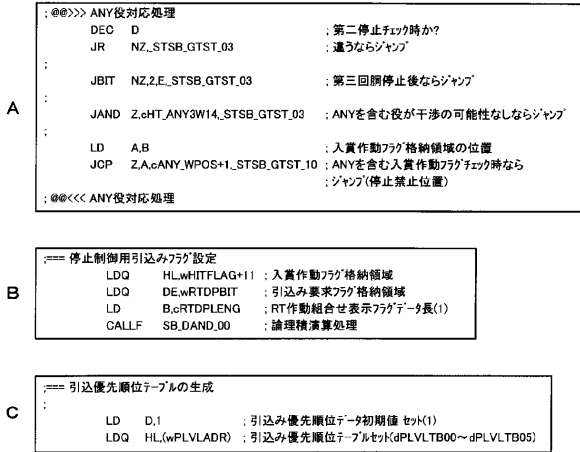 ;@@>>> ANY役対応処理
DEC D ;第二停止ﾁｪｯｸ時か?
JR NZ,_STSB_GTST_03 ;違うならｼﾞｬﾝﾌﾟ
;
JBIT NZ,2,E,_STSB_GTST_03 ;第三回胴停止後ならｼﾞｬﾝﾌﾟ
;
A
JAND Z,cHT_ANY3W14,_STSB_GTST_03 ;ANYを含む役が干渉の可能性なしならｼﾞｬﾝﾌﾟ
;
LD A,B ;入賞作動ﾌﾗｸﾞ格納領域の位置
JCP Z,A,cANY_WPOS+1,_STSB_GTST_10 ;ANYを含む入賞作動ﾌﾗｸﾞﾁｪｯｸ時なら
;ｼﾞｬﾝﾌﾟ(停止禁止位置)
;@@<<< ANY役対応処理
;=== 停止制御用引込みﾌﾗｸﾞ設定
LDQ HL,wHITFLAG+11 ;入賞作動ﾌﾗｸﾞ格納領域
B
LDQ DE,wRTDPBIT ;引込み要求ﾌﾗｸﾞ格納領域
LD B,cRTDPLENG ;RT作動組合せ表示ﾌﾗｸﾞﾃﾞｰﾀ長(1)
CALLF SB_DAND_00 ;論理積演算処理
;=== 引込優先順位ﾃｰﾌﾞﾙの生成
;
C
LD D,1 ;引込み優先順位ﾃﾞｰﾀ初期値 ｾｯﾄ(1)
LDQ HL,(wPLVLADR) ;引込み優先順位ﾃｰﾌﾞﾙｾｯﾄ(dPLVLTB00～dPLVLTB05)